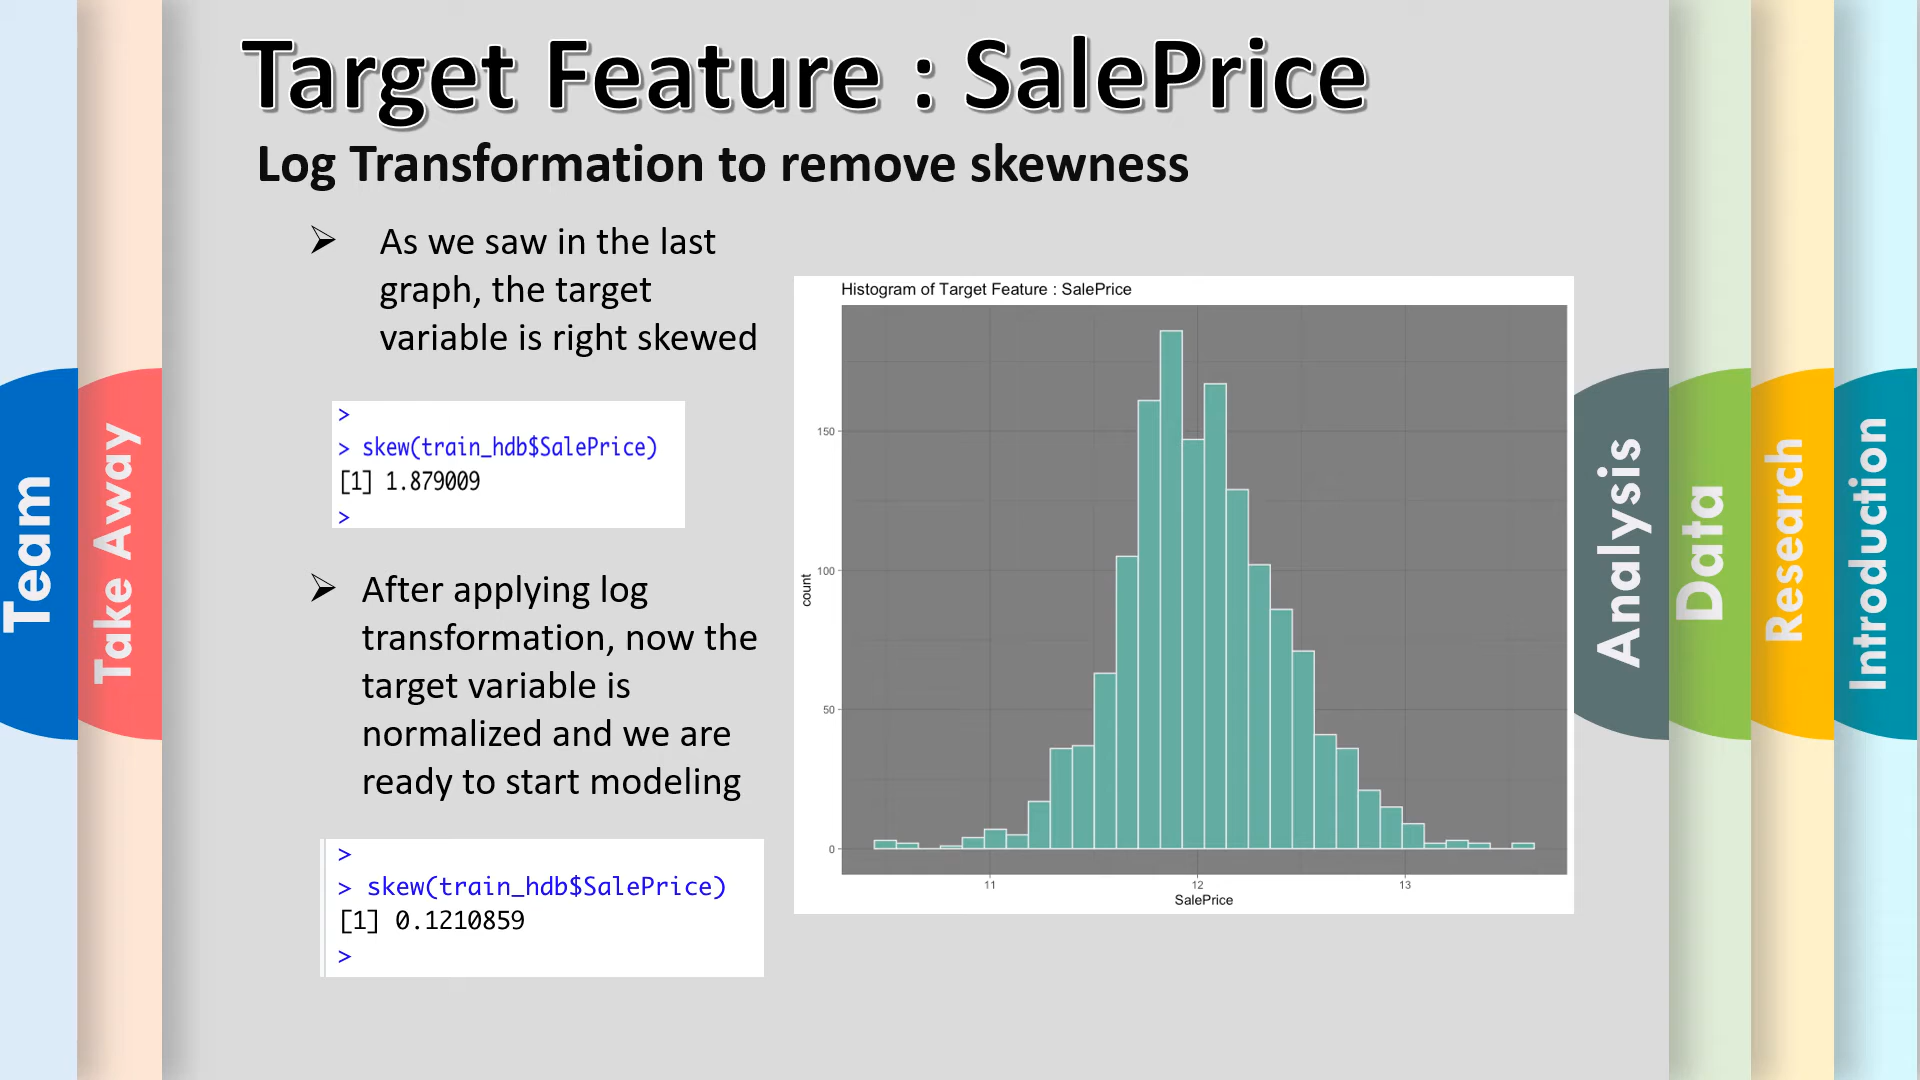 Target Feature : SalePrice
Log Transformation to remove skewness
As we saw in the last
graph, the target
variable is right skewed
>
> skew(train_hdb$SalePrice)
[1] 1.879009
>
After applying log
transformation, now the
target variable is
normalized and we are
ready to start modeling
>
> skew(train_hdb$SalePrice)
[1] 0.1210859
>
Histogram of Target Feature : SalePrice
count
150
100
50
0
11
12
13
SalePrice
Team
Take Away
Analysis
Data
Research
Introduction